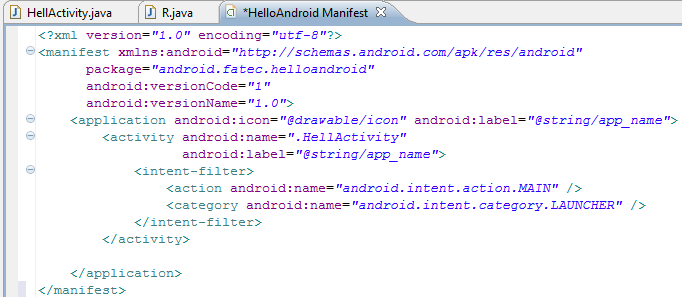 HellActivity.java R.java *HelloAndroid Manifest
<?xml version="1.0" encoding="utf-8"?>
<manifest xmlns:android="http://schemas.android.com/apk/res/android"
package="android.fatec.helloandroid"
android:versionCode="1"
android:versionName="1.0">
<application android:icon="@drawable/icon" android:label="@string/app_name">
<activity android:name=".HellActivity"
android:label="@string/app_name">
<intent-filter>
<action android:name="android.intent.action.MAIN" />
<category android:name="android.intent.category.LAUNCHER" />
</intent-filter>
</activity>
</application>
</manifest>